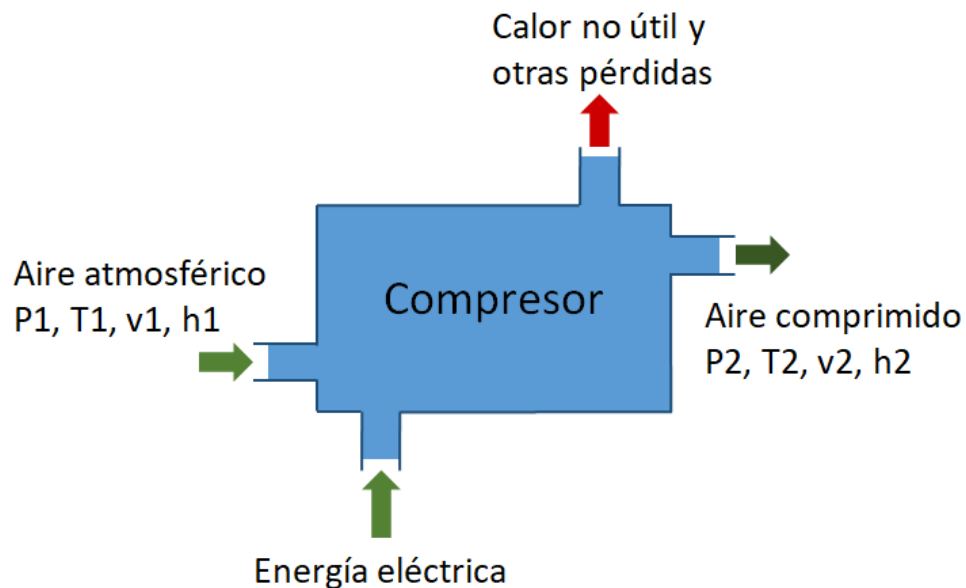 Calor no útil y
otras pérdidas
Aire atmosférico
P1, T1, v1, h1
Compresor
Aire comprimido
P2, T2, v2, h2
Energía eléctrica